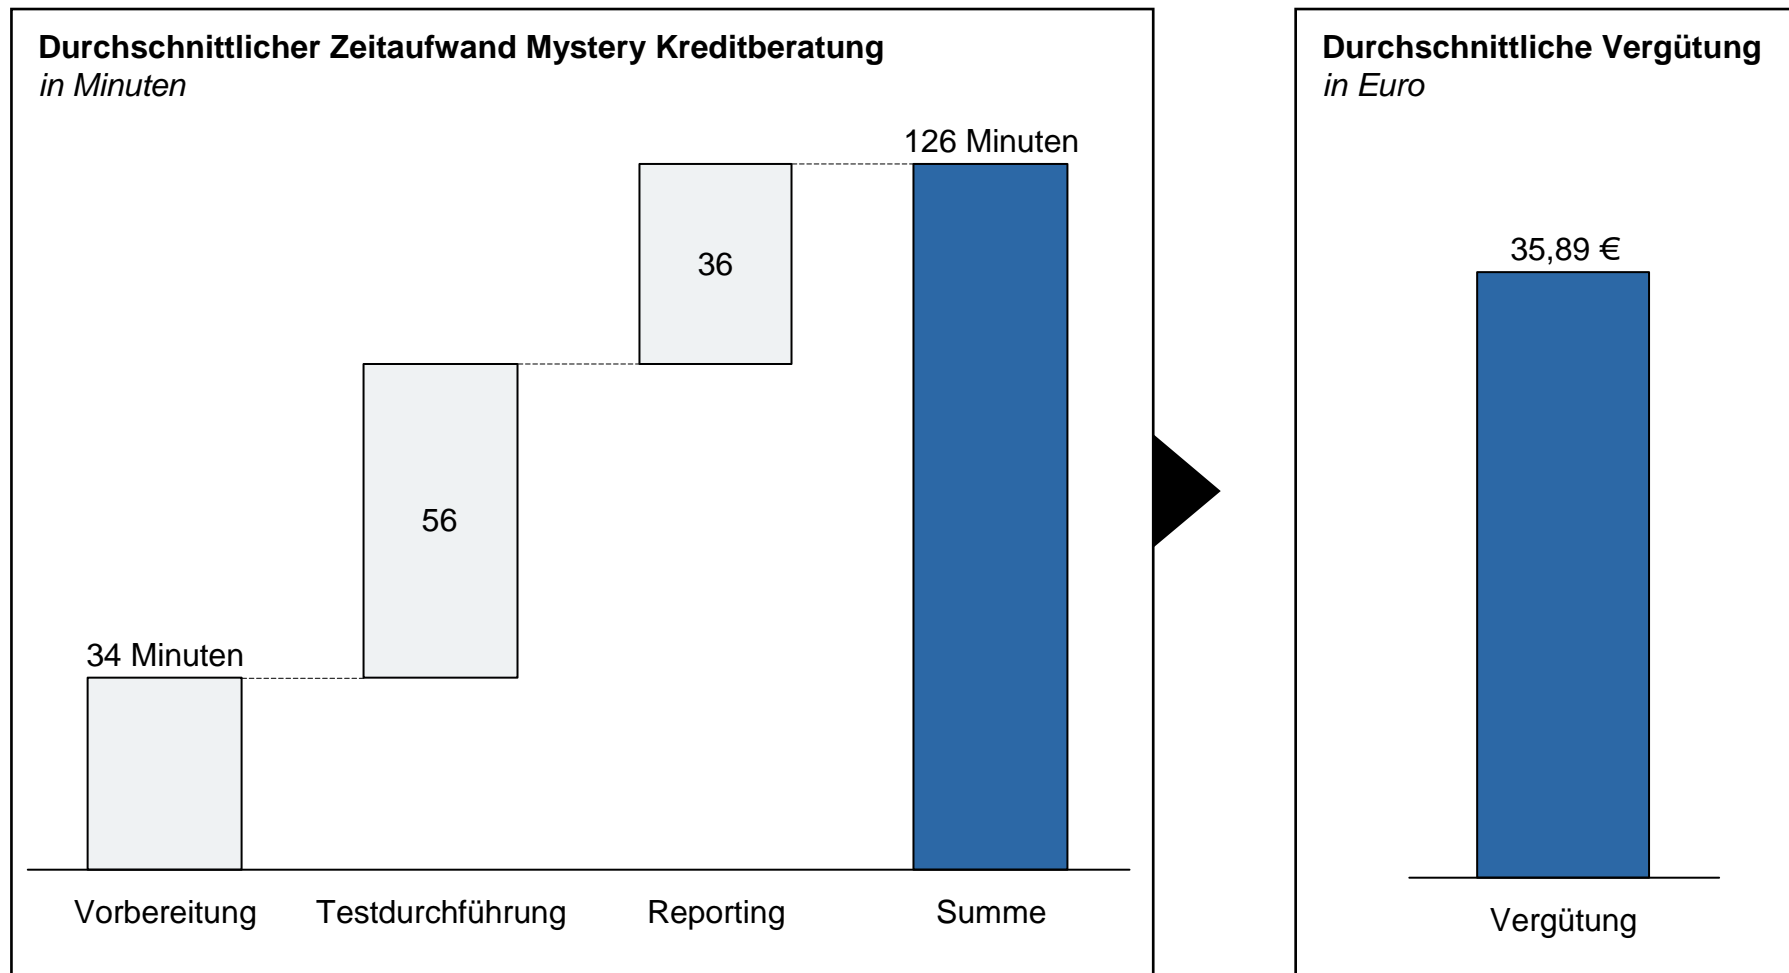 Durchschnittlicher Zeitaufwand Mystery Kreditberatung
in Minuten
126 Minuten
36
56
34 Minuten
Vorbereitung
Testdurchführung
Reporting
Summe
Durchschnittliche Vergütung
in Euro
35,89 €
Vergütung